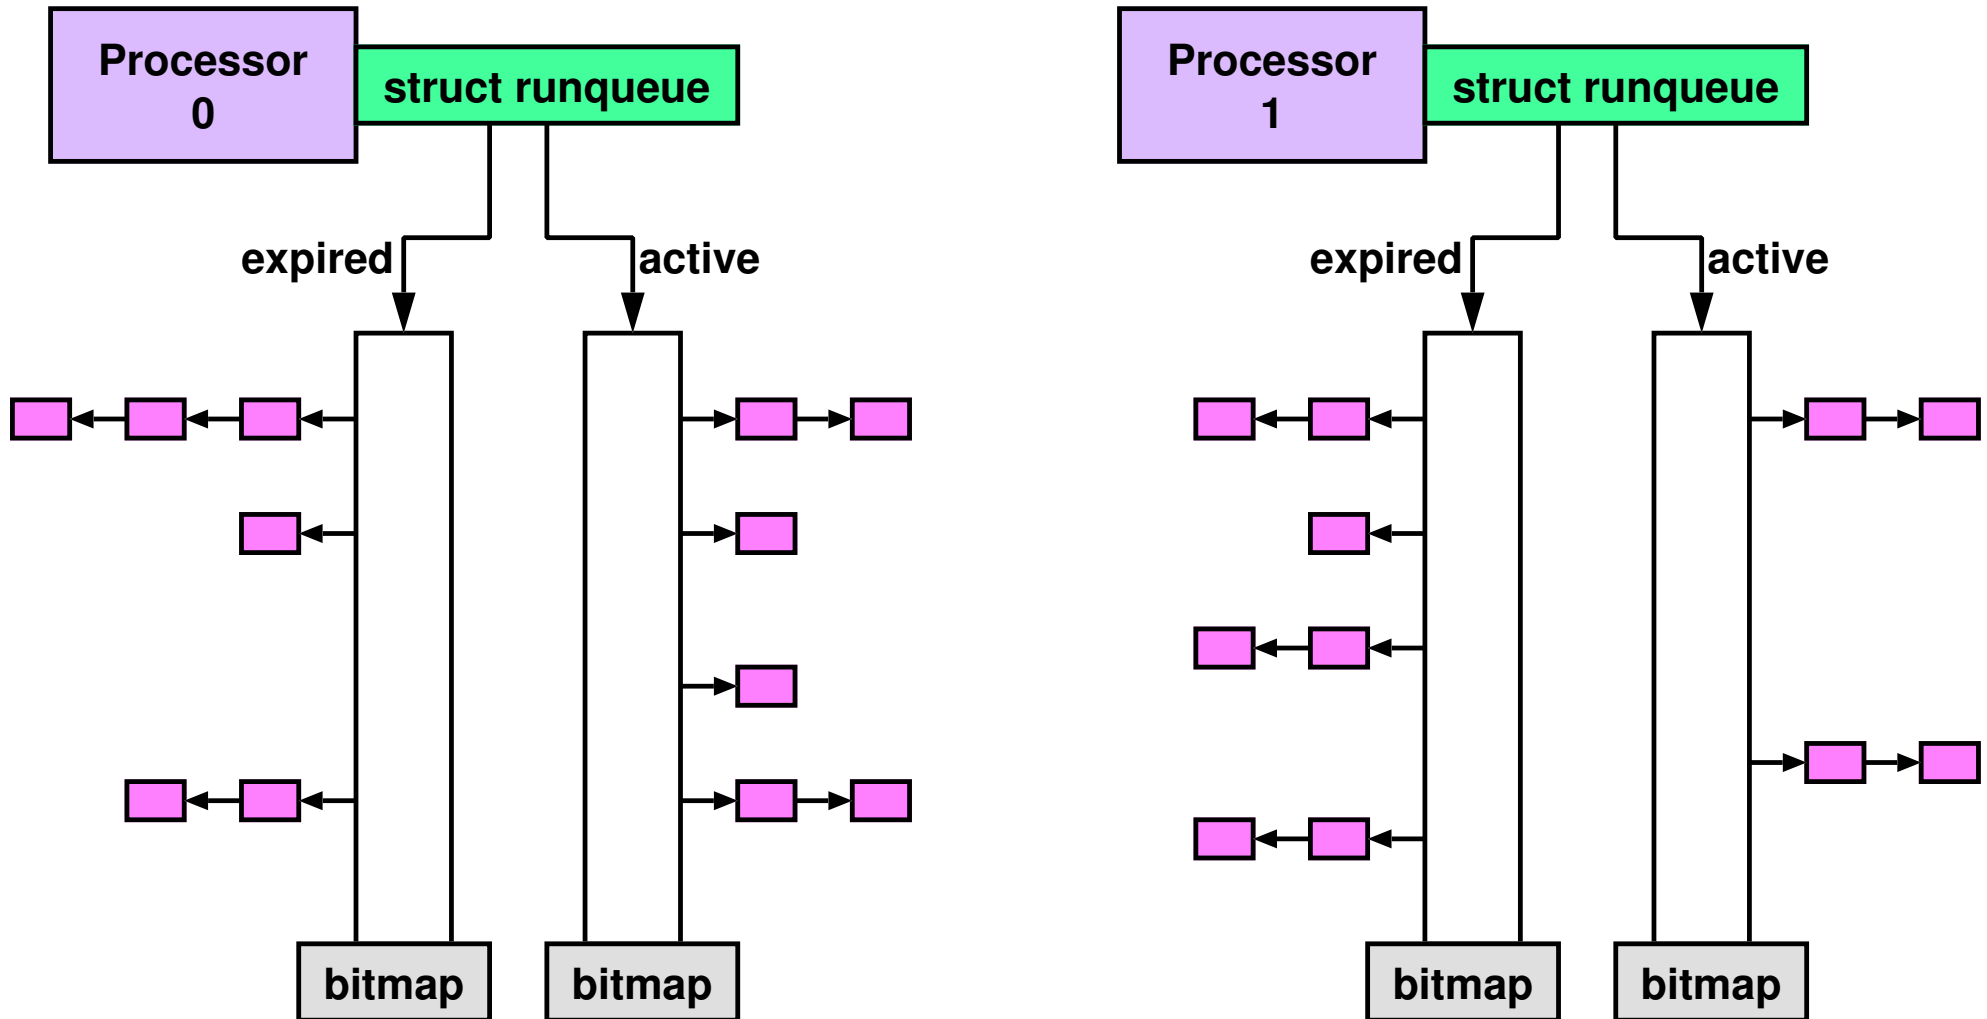 Processor
0
struct runqueue
expired
active
bitmap
bitmap
Processor
1
struct runqueue
expired
active
bitmap
bitmap